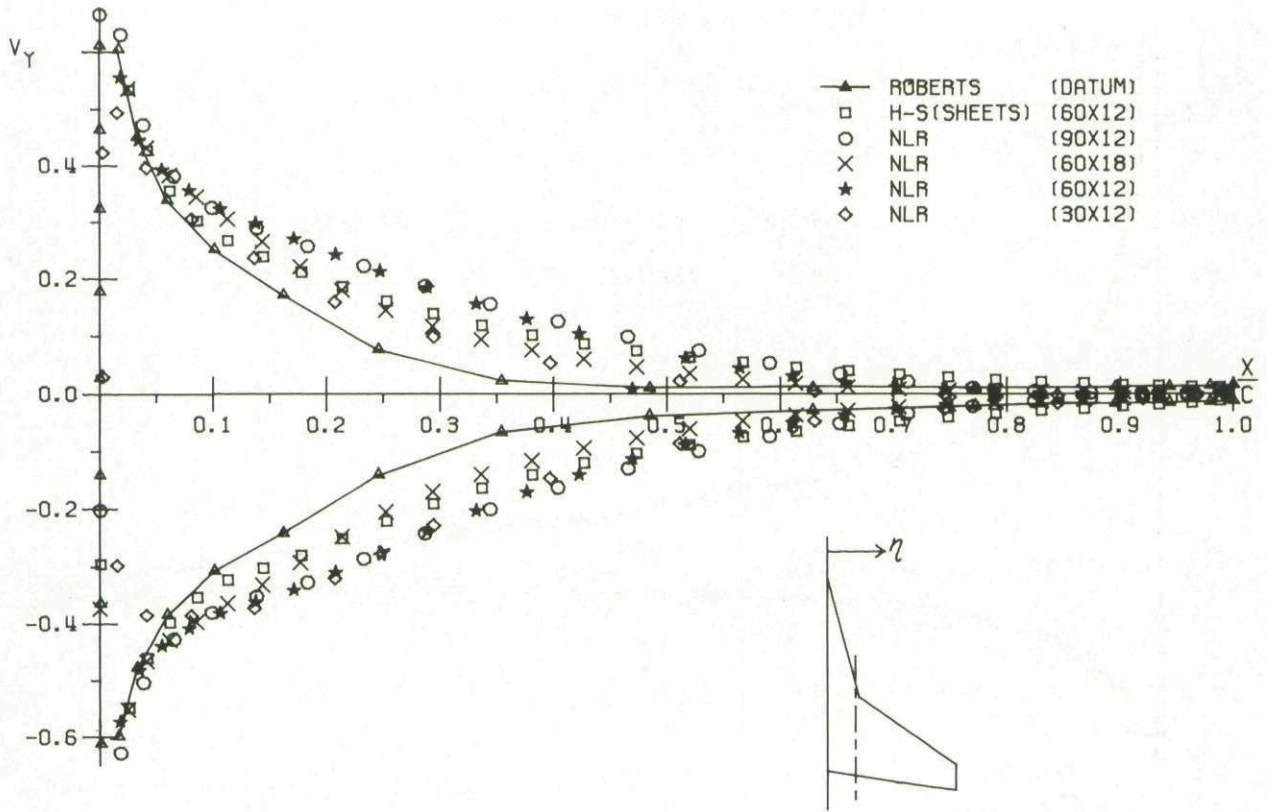 V_Y
ROBERTS (DATUM)
H-S(SHEETS) (60X12)
NLR (90X12)
NLR (60X18)
NLR (60X12)
NLR (30X12)
0.4
0.2
0.0
-0.2
-0.4
-0.6
0.1 0.2 0.3 0.4 0.5 0.6 0.7 0.8 0.9 1.0
X
C
η